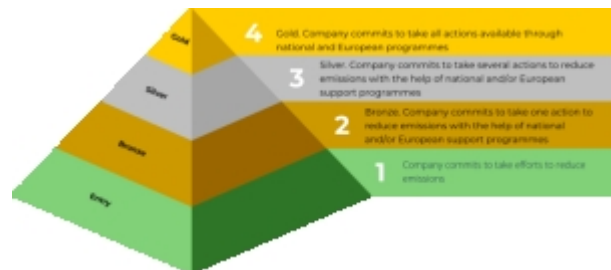 Gold
4
Gold. Company commits to take all actions available through
national and European programmes
Silver
3
Silver. Company commits to take several actions to reduce
emissions with the help of national and/or European
support programmes
Bronze
2
Bronze. Company commits to take one action to
reduce emissions with the help of national
and/or European support programmes
Entry
1
Company commits to take efforts to reduce
emissions